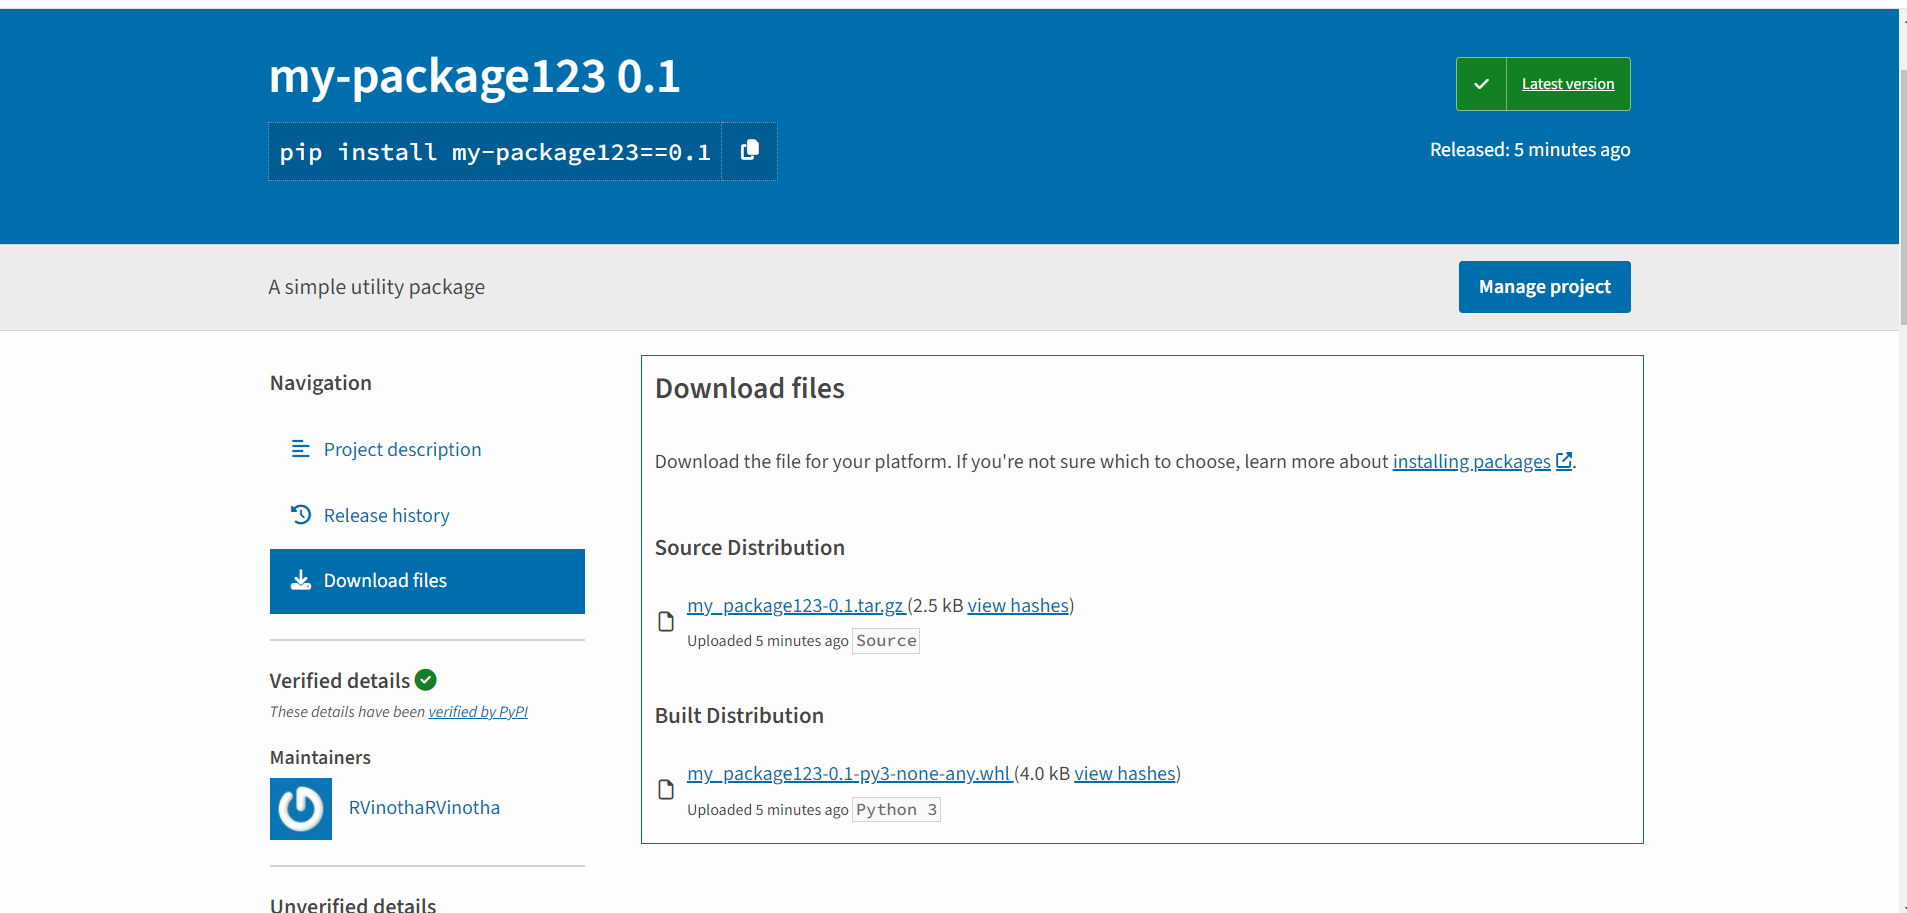 my-package123 0.1
pip install my-package123==0.1
Latest version
Released: 5 minutes ago
A simple utility package
Manage project
Navigation
Project description
Release history
Download files
Verified details
These details have been verified by PyPI
Maintainers
RVinothaRVinotha
Unverified details
Download files
Download the file for your platform. If you're not sure which to choose, learn more about installing packages.
Source Distribution
my_package123-0.1.tar.gz (2.5 kB view hashes)
Uploaded 5 minutes ago Source
Built Distribution
my_package123-0.1-py3-none-any.whl (4.0 kB view hashes)
Uploaded 5 minutes ago Python 3